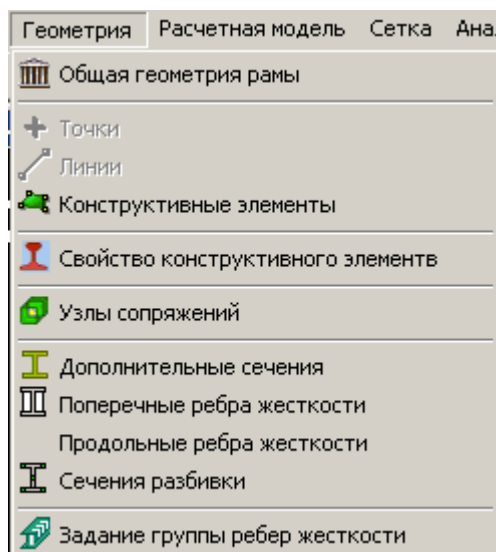 Геометрия Расчетная модель Сетка Ана
Общая геометрия рамы
Точки
Линии
Конструктивные элементы
Свойство конструктивного элементв
Узлы сопряжений
Дополнительные сечения
Поперечные ребра жесткости
Продольные ребра жесткости
Сечения разбивки
Задание группы ребер жесткости